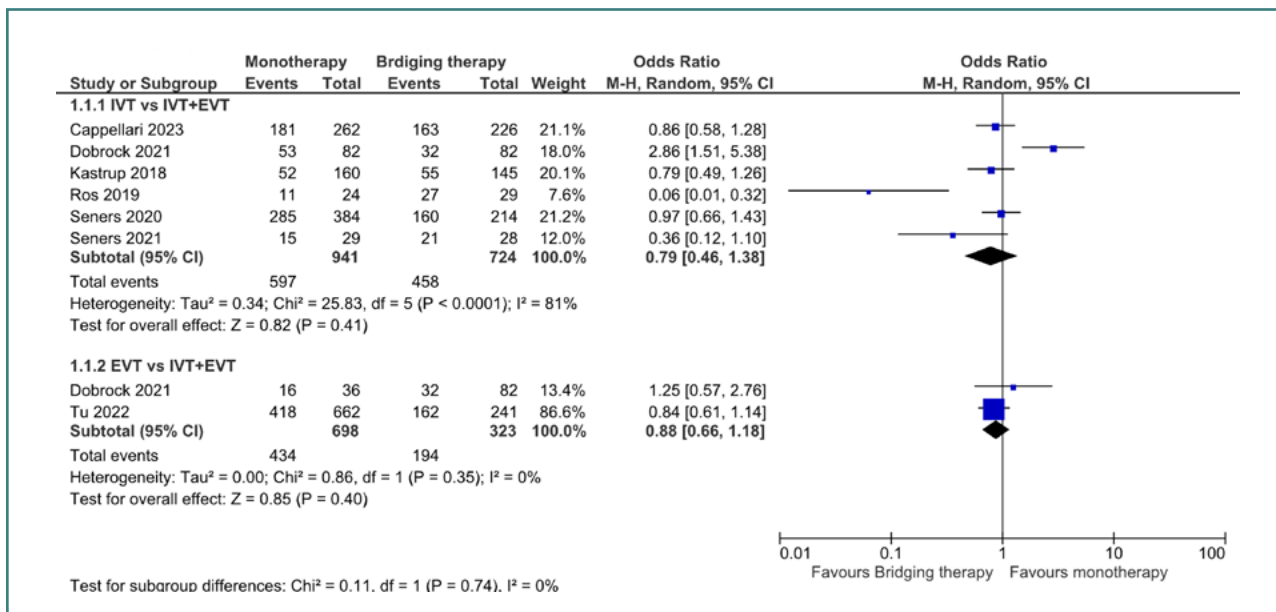 Monotherapy Brdiging therapy Odds Ratio Odds Ratio
Study or Subgroup Events Total Events Total Weight M-H, Random, 95% CI M-H, Random, 95% CI
1.1.1 IVT vs IVT+EVT
Cappellari 2023 181 262 163 226 21.1% 0.86 [0.58, 1.28]
Dobrock 2021 53 82 32 82 18.0% 2.86 [1.51, 5.38]
Kastrup 2018 52 160 55 145 20.1% 0.79 [0.49, 1.26]
Ros 2019 11 24 27 29 7.6% 0.06 [0.01, 0.32]
Seners 2020 285 384 160 214 21.2% 0.97 [0.66, 1.43]
Seners 2021 15 29 21 28 12.0% 0.36 [0.12, 1.10]
Subtotal (95% CI) 941 724 100.0% 0.79 [0.46, 1.38]
Total events 597 458
Heterogeneity: Tau² = 0.34; Chi² = 25.83, df = 5 (P < 0.0001); I² = 81%
Test for overall effect: Z = 0.82 (P = 0.41)
1.1.2 EVT vs IVT+EVT
Dobrock 2021 16 36 32 82 13.4% 1.25 [0.57, 2.76]
Tu 2022 418 662 162 241 86.6% 0.84 [0.61, 1.14]
Subtotal (95% CI) 698 323 100.0% 0.88 [0.66, 1.18]
Total events 434 194
Heterogeneity: Tau² = 0.00; Chi² = 0.86, df = 1 (P = 0.35); I² = 0%
Test for overall effect: Z = 0.85 (P = 0.40)
0.01 0.1 1 10 100
Favours Bridging therapy Favours monotherapy
Test for subgroup differences: Chi² = 0.11, df = 1 (P = 0.74), I² = 0%